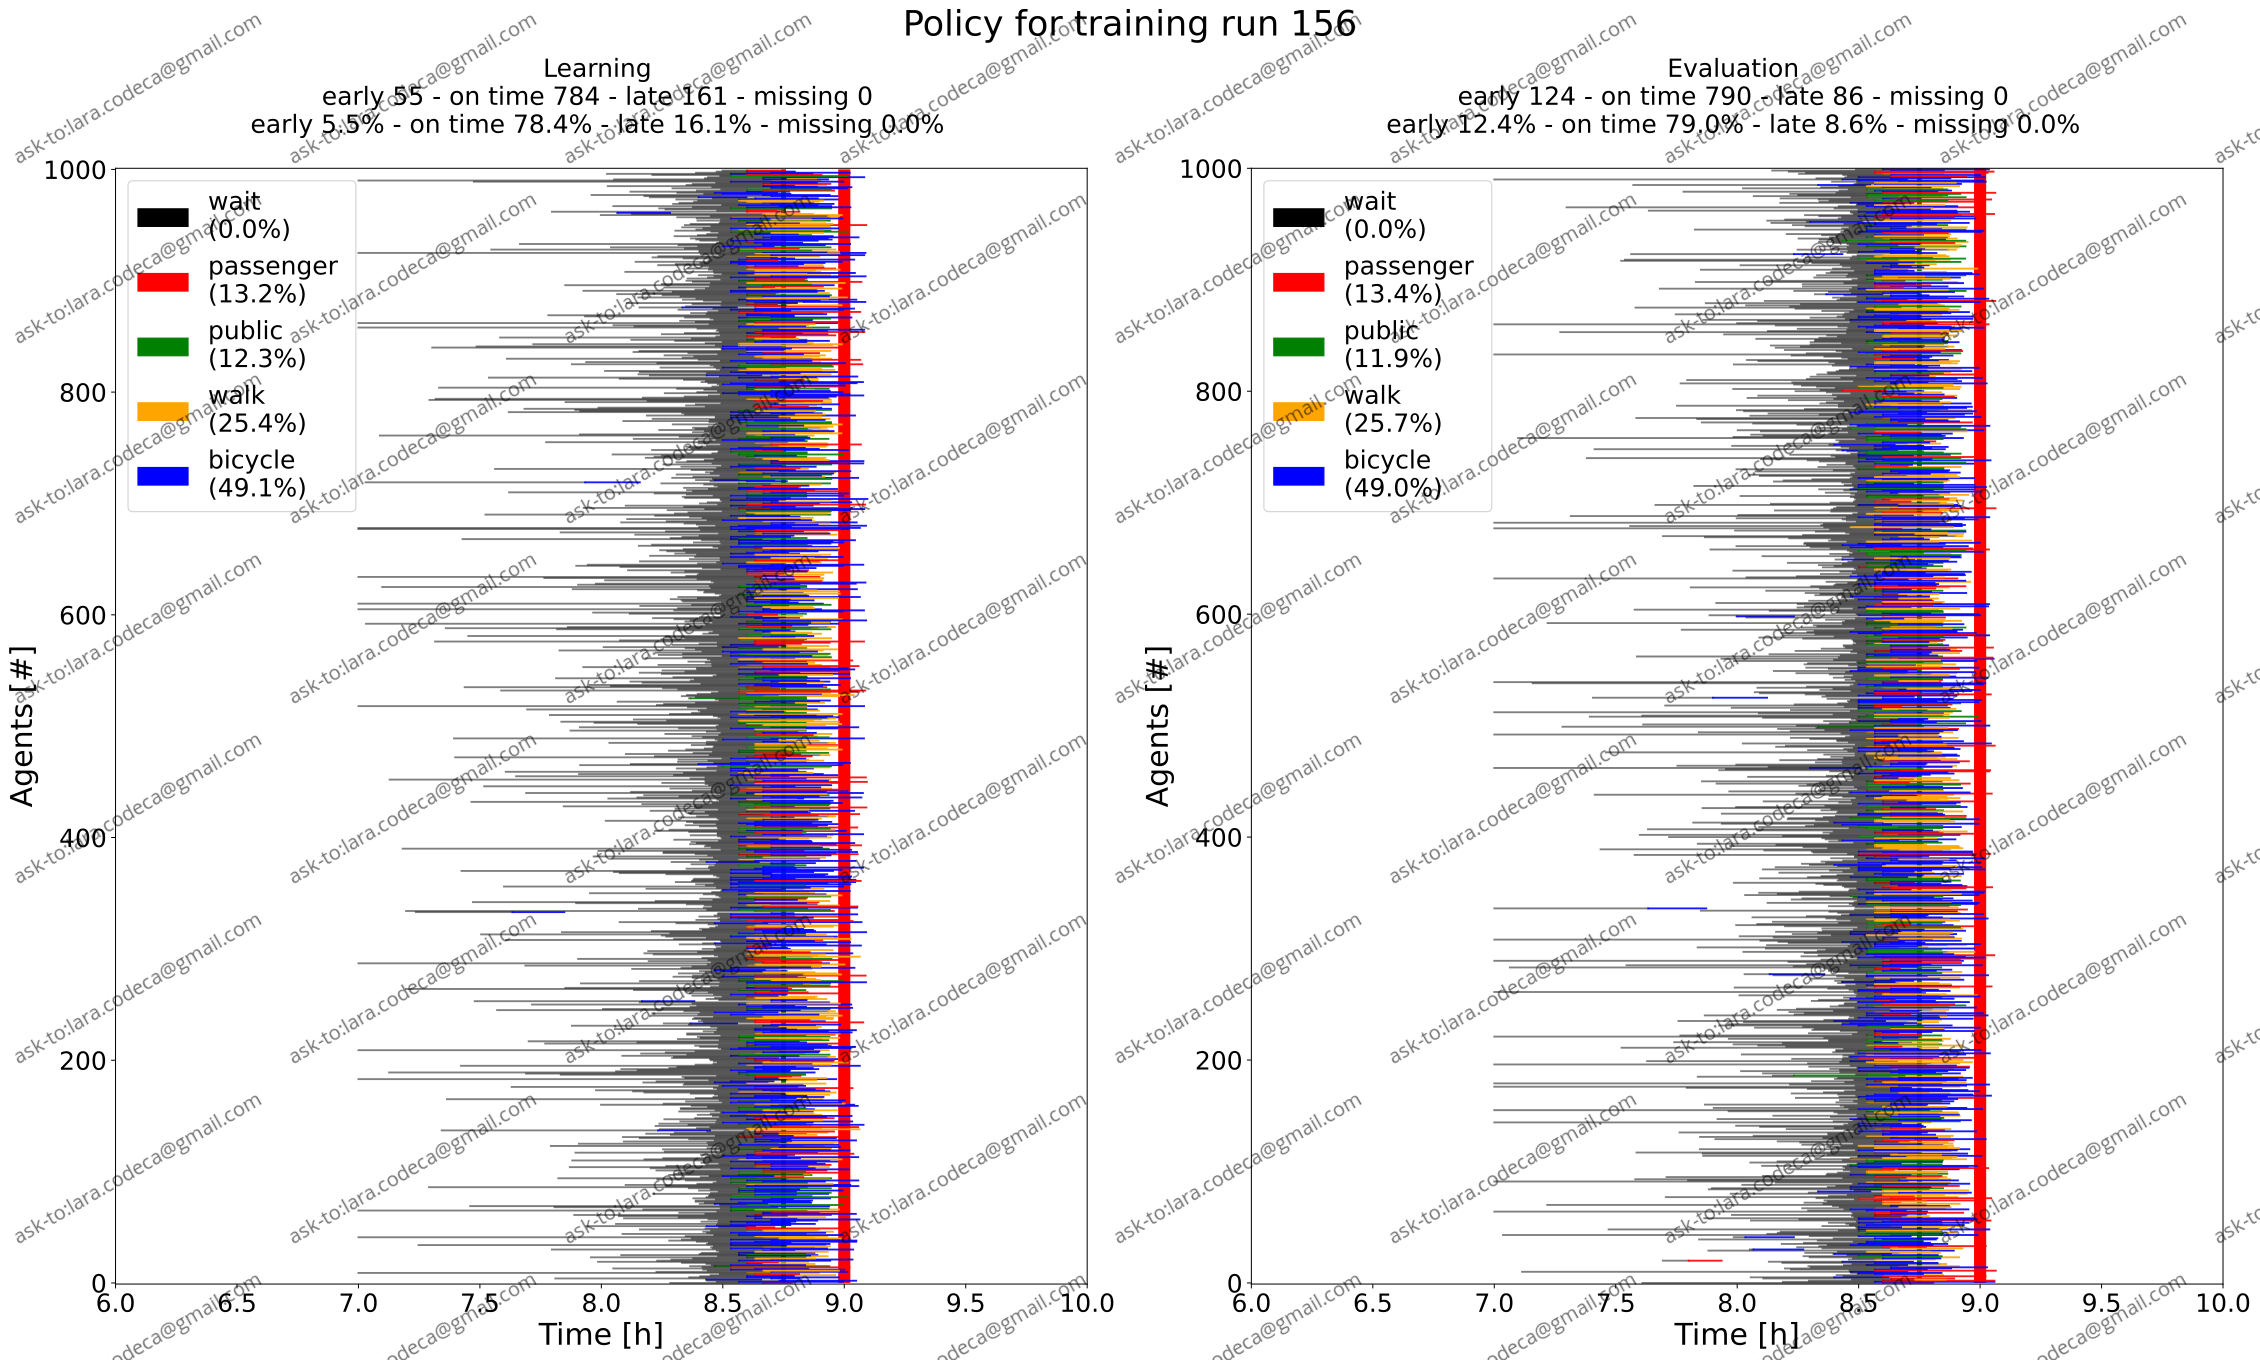 Policy for training run 156
Learning
early 55 - on time 784 - late 161 - missing 0
early 5.5% - on time 78.4% - late 16.1% - missing 0.0%
1000
800
600
400
200
0
Agents [#]
wait
(0.0%)
passenger
(13.2%)
public
(12.3%)
walk
(25.4%)
bicycle
(49.1%)
6.0 6.5 7.0 7.5 8.0 8.5 9.0 9.5 10.0
Time [h]
Evaluation
early 124 - on time 790 - late 86 - missing 0
early 12.4% - on time 79.0% - late 8.6% - missing 0.0%
1000
800
600
400
200
0
Agents [#]
wait
(0.0%)
passenger
(13.4%)
public
(11.9%)
walk
(25.7%)
bicycle
(49.0%)
6.0 6.5 7.0 7.5 8.0 8.5 9.0 9.5 10.0
Time [h]
ask-to:lara.codeca@gmail.com